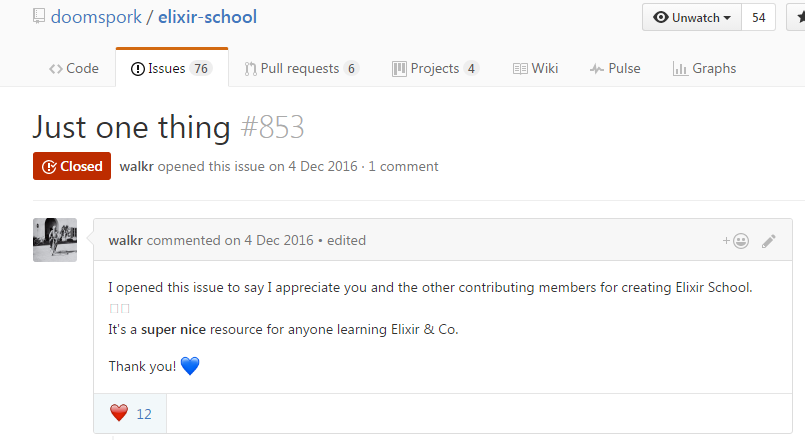 doomspork / elixir-school
Unwatch 54
Code Issues 76 Pull requests 6 Projects 4 Wiki Pulse Graphs
Just one thing #853
Closed walkr opened this issue on 4 Dec 2016 · 1 comment
walkr commented on 4 Dec 2016 • edited
I opened this issue to say I appreciate you and the other contributing members for creating Elixir School.
It's a super nice resource for anyone learning Elixir & Co.
Thank you! 💙
❤️ 12